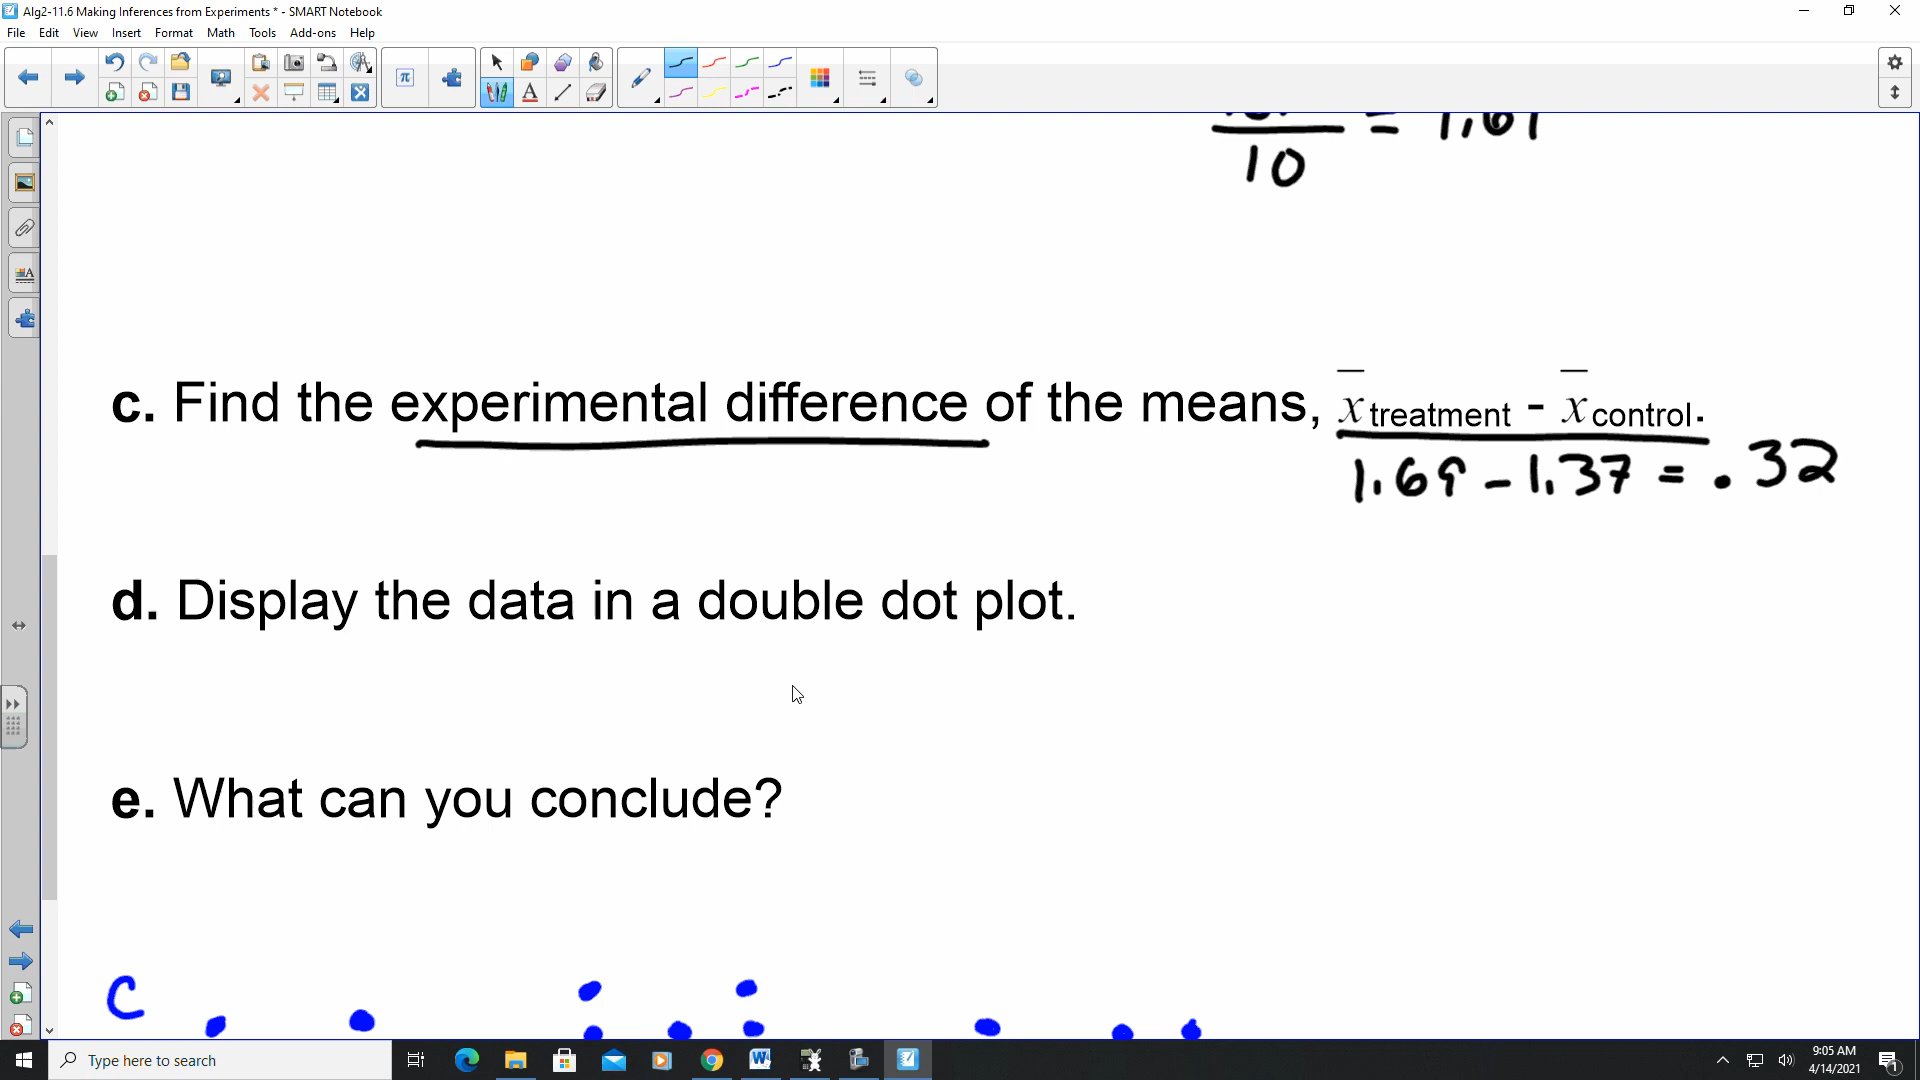 Alg2-11.6 Making Inferences from Experiments * - SMART Notebook
File Edit View Insert Format Math Tools Add-ons Help
10
c. Find the experimental difference of the means, x̄ treatment - x̄ control.
1.69 - 1.37 = .32
d. Display the data in a double dot plot.
e. What can you conclude?
C
Type here to search
9:05 AM
4/14/2021
1